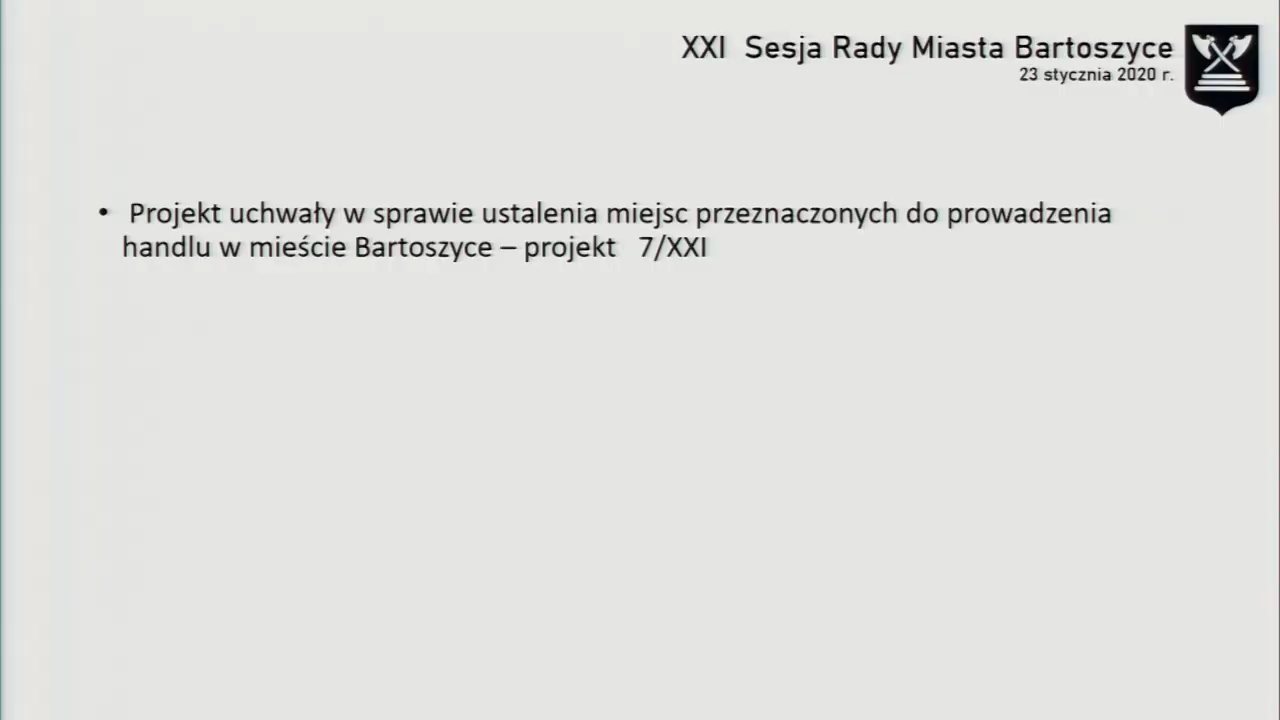 XXI Sesja Rady Miasta Bartoszyce
23 stycznia 2020 r.
• Projekt uchwały w sprawie ustalenia miejsc przeznaczonych do prowadzenia
handlu w mieście Bartoszyce – projekt 7/XXI